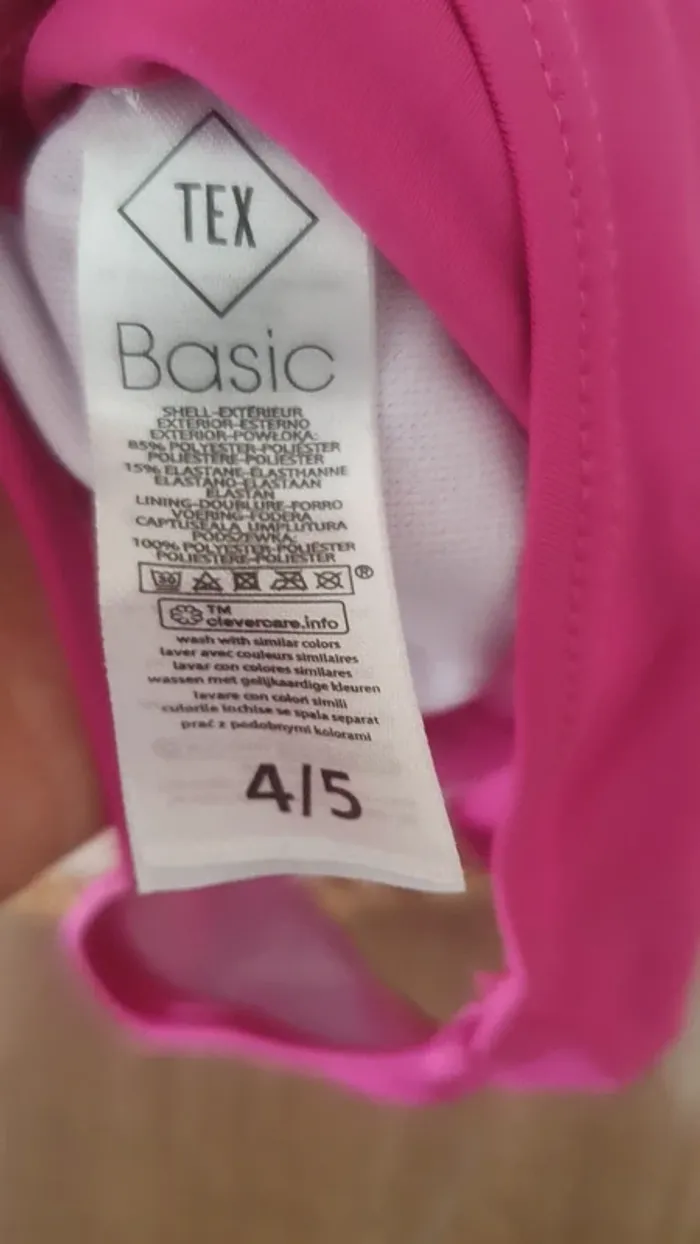 TEX
Basic
SHELL-EXTÉRIEUR
EXTERIOR-ESTERNO
EXTERIOR-POWŁOKA:
85% POLYESTER-POLIÉSTER
POLIESTERE-POLIESTER
15% ELASTANE-ÉLASTHANNE
ELASTANO-ELASTAAN
ELASTAN
LINING-DOUBLURE-FORRO
VOERING-FODERA
CAPTUSEALA UMPLUTURA
PODSZEWKA:
100% POLYESTER-POLIÉSTER
POLIESTERE-POLIESTER
30 ®
TM
clevercare.info
wash with similar colors
laver avec couleurs similaires
lavar con colores similares
wassen met gelijkaardige kleuren
lavare con colori simili
culorile inchise se spala separat
prać z podobnymi kolorami
4/5